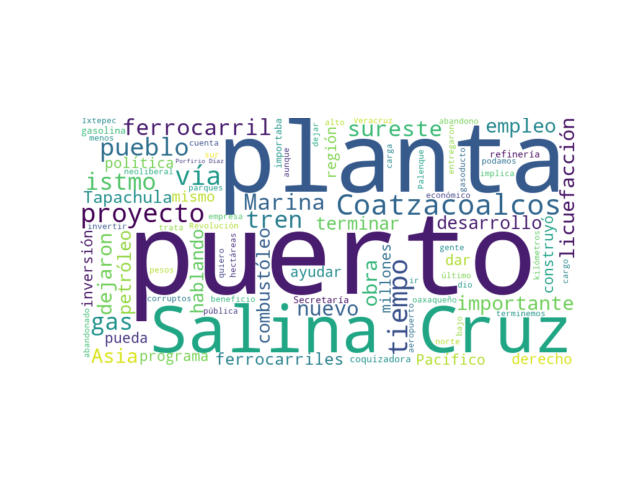 Ixtepec
gasolina
menos
ferrocarril
pueblo
política
istmo
neoliberal
cuenta
sur
Porfirio Díaz
vía
Tapachula
mismo
parques
proyecto
invertir
trata
Revolución
empresa
dejaron
petróleo
hablando
quiero
hectáreas
inversión
gas
corruptos
pesos
beneficio
pública
abandonado
pueda
Asia
programa
ferrocarriles
combustóleo
planta
puerto
Salina Cruz
importaba
aunque
dejar
alto
región
Veracruz
sureste
carga
Palenque
abandono
entregaron
gasoducto
empleo
refinería
podamos
implica
licuefacción
Marina
Coatzacoalcos
económico
tren
terminar
desarrollo
construyo
kilómetros
cargo
tiempo
obra
millones
ayudar
nuevo
Secretaría
dar
gente
último
dio
importante
oaxaqueño
terminemos
ir
aeropuerto
bajo
norte
coquizadora
Pacífico
derecho